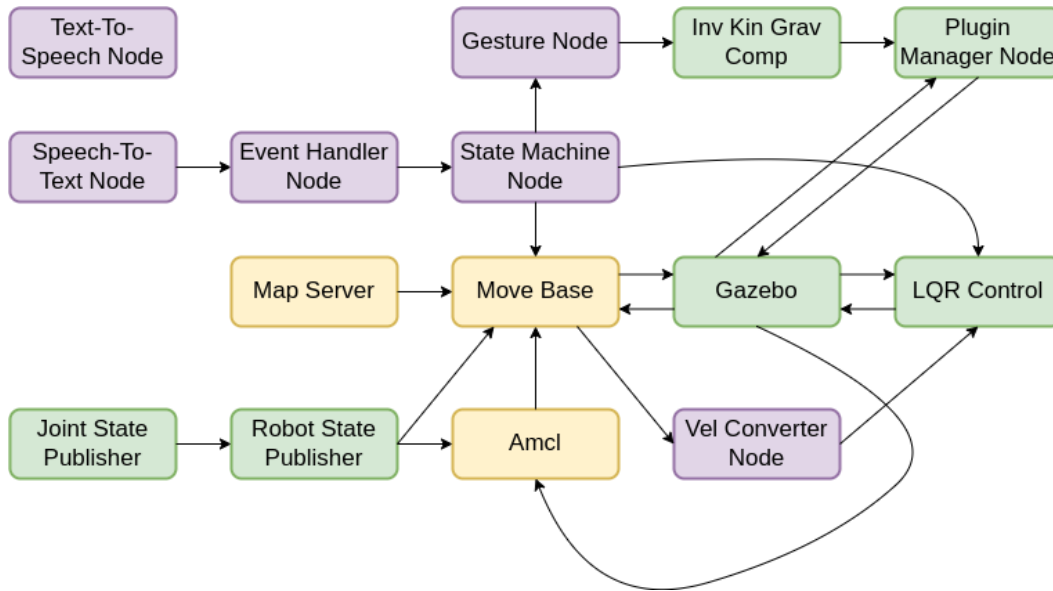 Text-To-
Speech Node
Gesture Node
Inv Kin Grav
Comp
Plugin
Manager Node
Speech-To-
Text Node
Event Handler
Node
State Machine
Node
Map Server
Move Base
Gazebo
LQR Control
Joint State
Publisher
Robot State
Publisher
Amcl
Vel Converter
Node